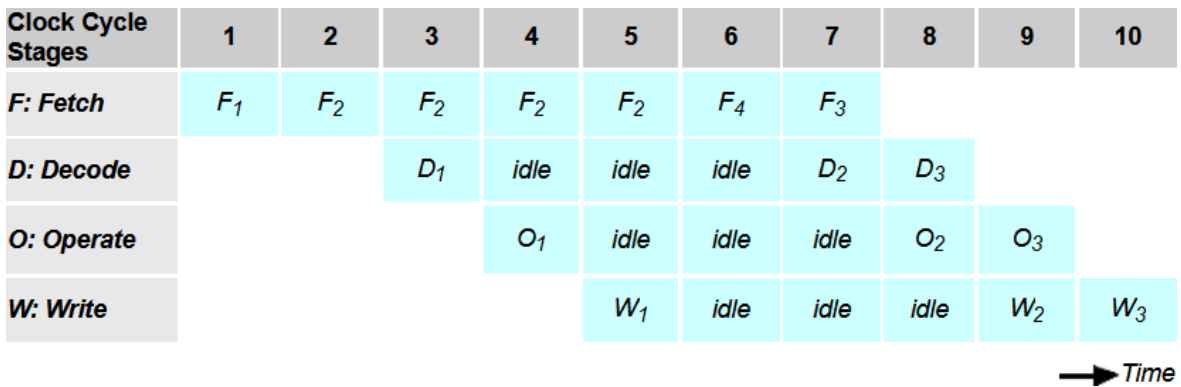 Clock Cycle Stages 1 2 3 4 5 6 7 8 9 10
F: Fetch F1 F2 F2 F2 F2 F4 F3
D: Decode D1 idle idle idle D2 D3
O: Operate O1 idle idle idle O2 O3
W: Write W1 idle idle idle W2 W3
Time